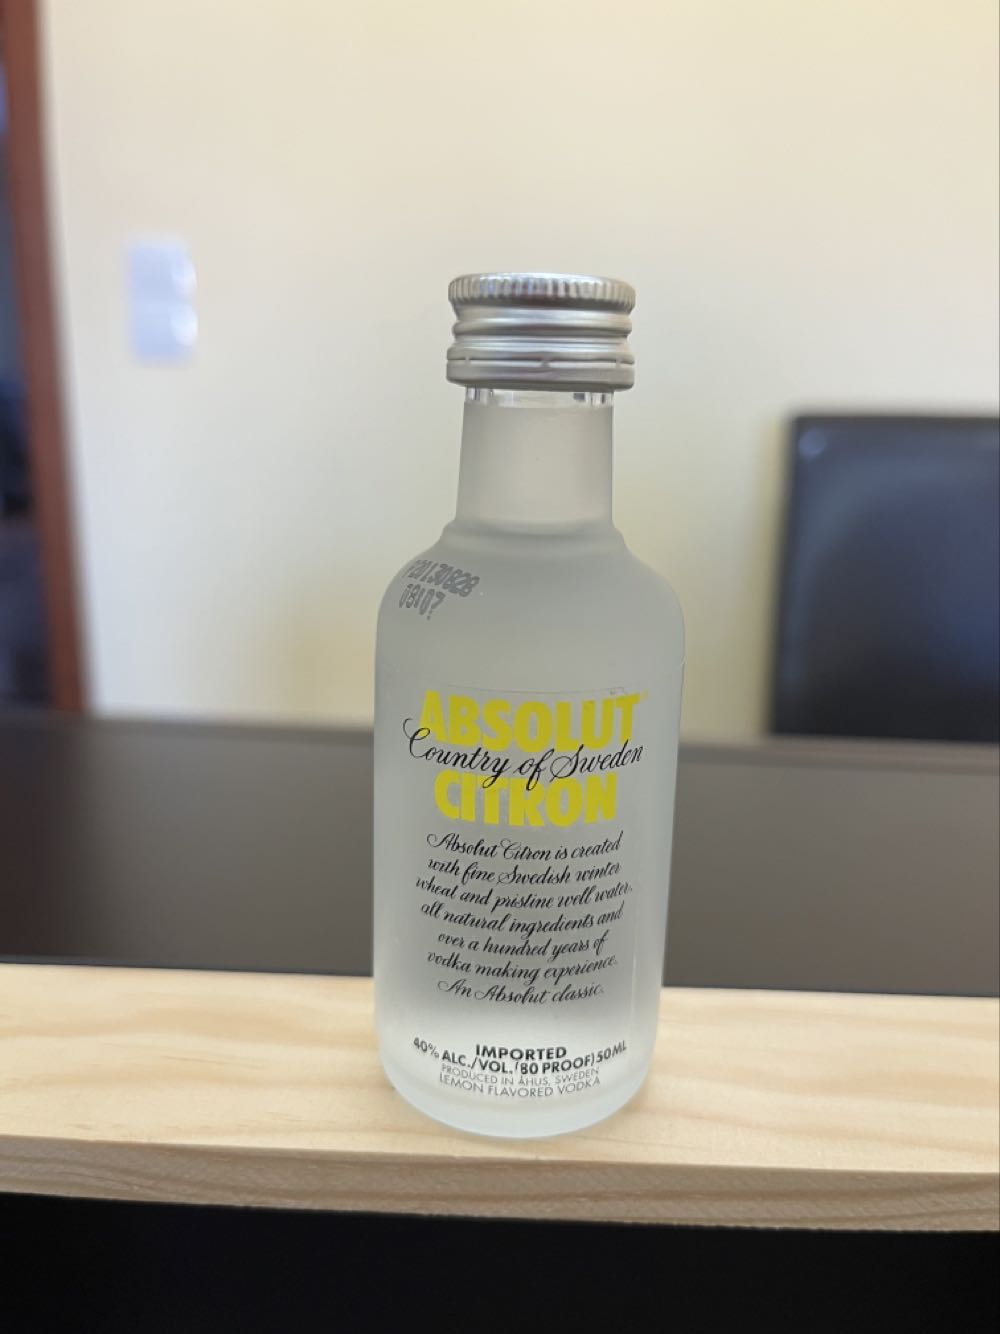 08107
ABSOLUT
Country of Sweden
CITRON
Absolut Citron is created
with fine Swedish winter
wheat and pristine well water,
all natural ingredients and
over a hundred years of
vodka making experience.
An Absolut classic.
IMPORTED
40% ALC./VOL. (80 PROOF) 50ML
PRODUCED IN ÅHUS, SWEDEN
LEMON FLAVORED VODKA